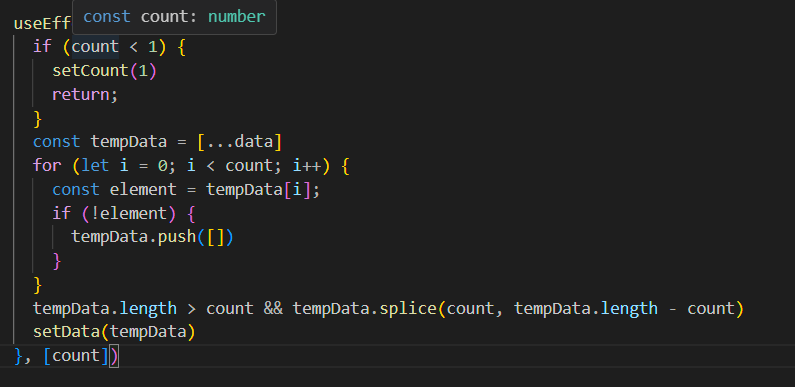 const count: number
useEff
if (count < 1) {
setCount(1)
return;
}
const tempData = [...data]
for (let i = 0; i < count; i++) {
const element = tempData[i];
if (!element) {
tempData.push([])
}
}
tempData.length > count && tempData.splice(count, tempData.length - count)
setData(tempData)
}, [count])